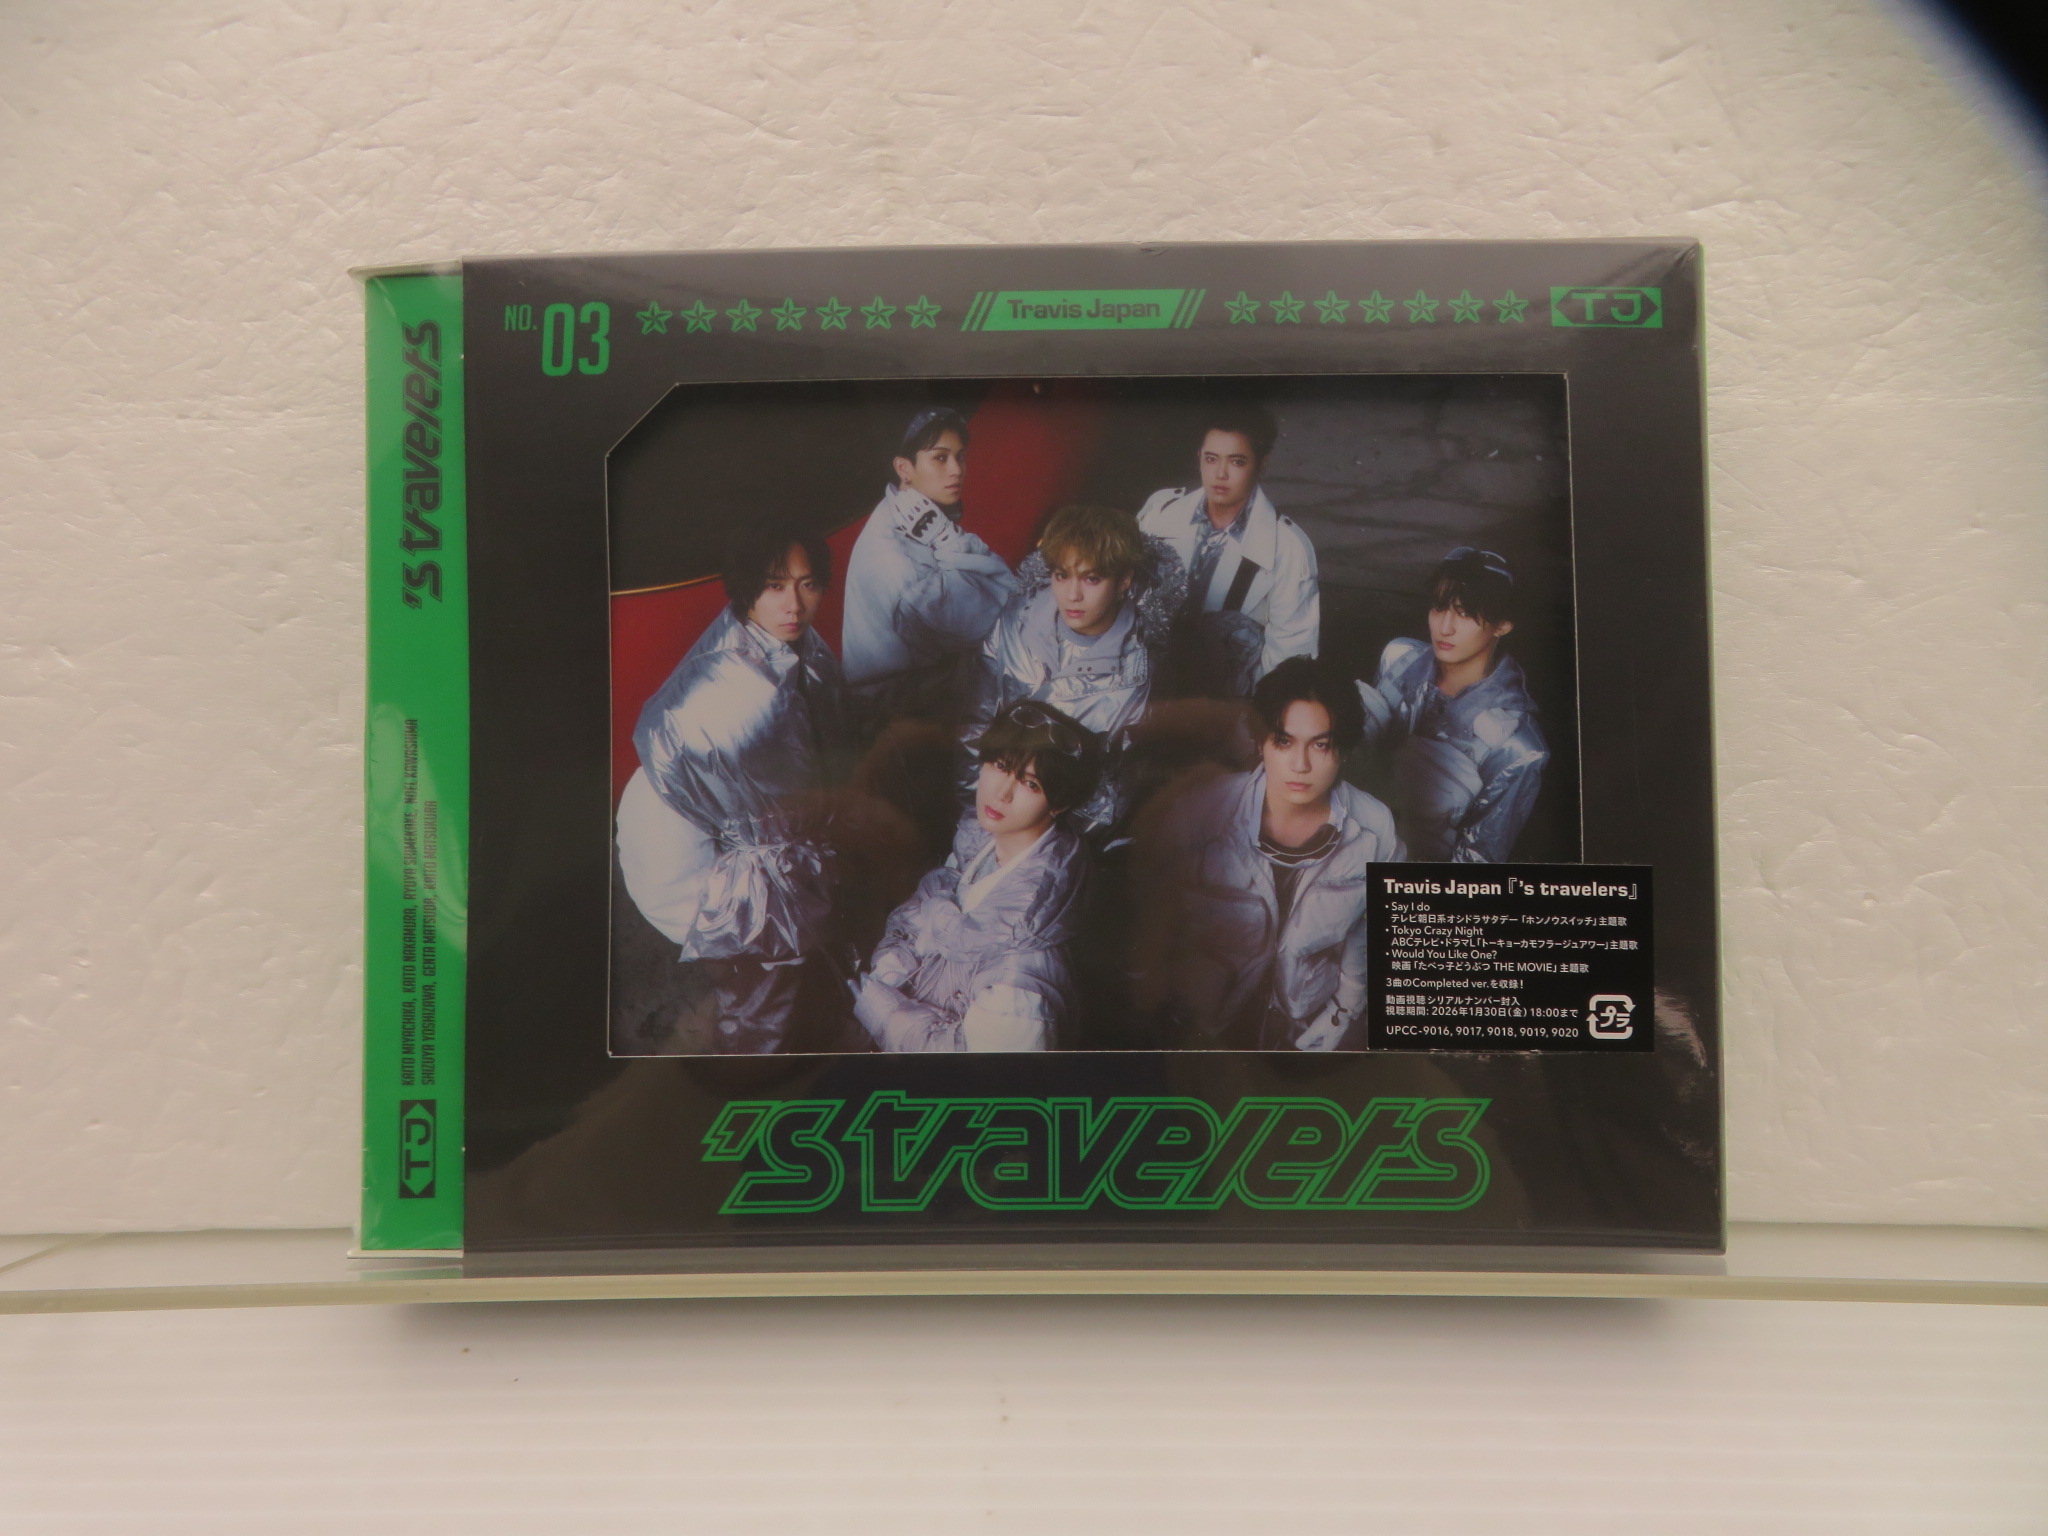 NO. 03
Travis Japan
TJ
's travelers
KAITO MIYACHIKA, KAITO NAKAMURA, RYUYA SHIMEKAKE, NOEL KAWASHIMA
SHIZUYA YOSHIZAWA, GENTA MATSUDA, KAITO MATSUKURA
TJ
Travis Japan『's travelers』
• Say I do
テレビ朝日系オシドラサタデー「ホンノウスイッチ」主題歌
• Tokyo Crazy Night
ABCテレビ・ドラマL「トーキョーカモフラージュアワー」主題歌
• Would You Like One?
映画「たべっ子どうぶつ THE MOVIE」主題歌
3曲のCompleted ver.を収録！
動画視聴シリアルナンバー封入
視聴期間: 2026年1月30日(金) 18:00まで
UPCC-9016, 9017, 9018, 9019, 9020
プラ
's travelers